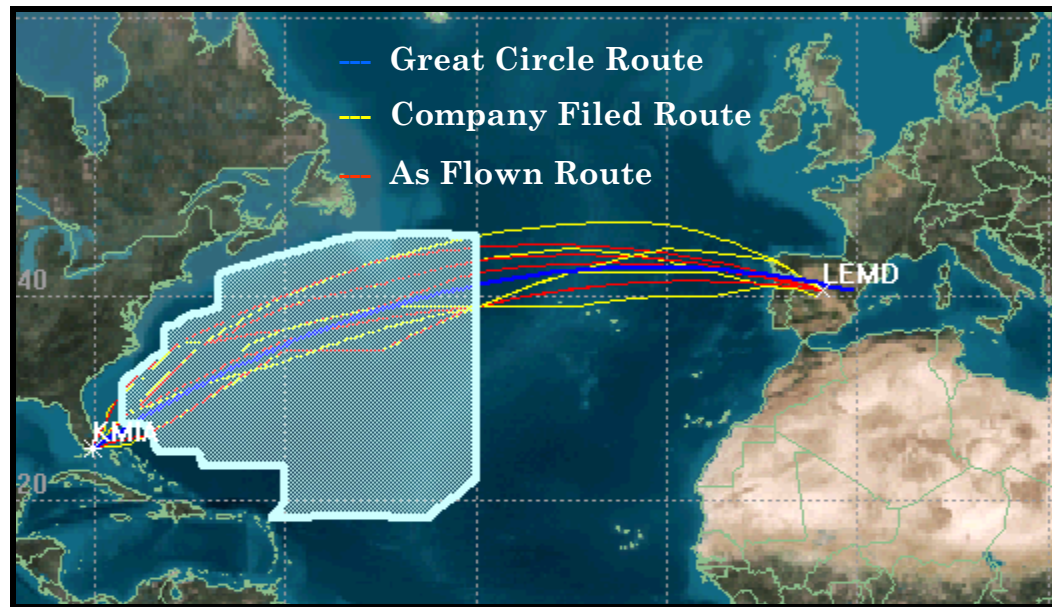 Great Circle Route
Company Filed Route
As Flown Route
40
LEMD
KMIA
20